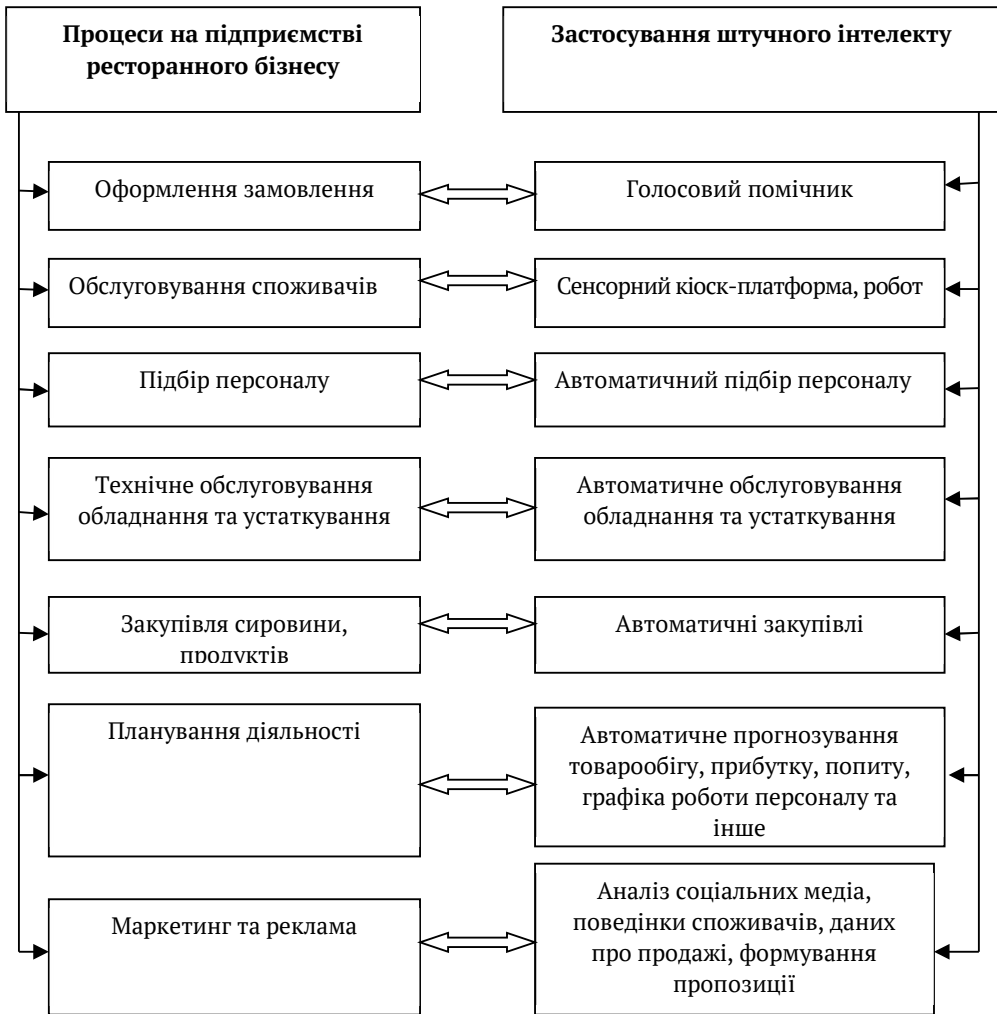 Процеси на підприємстві
ресторанного бізнесу
Застосування штучного інтелекту
Оформлення замовлення
Голосовий помічник
Обслуговування споживачів
Сенсорний кіоск-платформа, робот
Підбір персоналу
Автоматичний підбір персоналу
Технічне обслуговування
обладнання та устаткування
Автоматичне обслуговування
обладнання та устаткування
Закупівля сировини,
продуктів
Автоматичні закупівлі
Планування діяльності
Автоматичне прогнозування
товарообігу, прибутку, попиту,
графіка роботи персоналу та
інше
Маркетинг та реклама
Аналіз соціальних медіа,
поведінки споживачів, даних
про продажі, формування
пропозиції